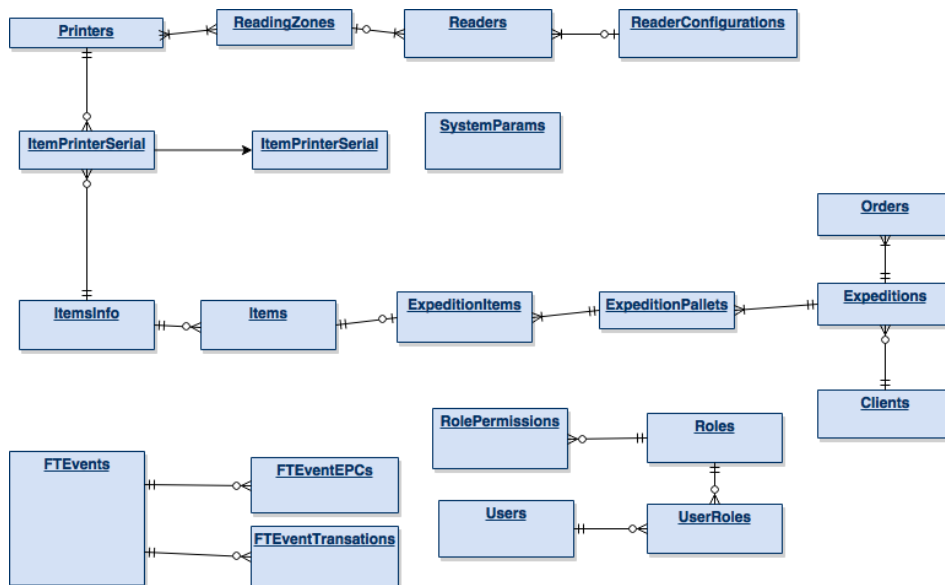 Printers
ReadingZones
Readers
ReaderConfigurations
ItemPrinterSerial
ItemPrinterSerial
SystemParams
Orders
ItemsInfo
Items
ExpeditionItems
ExpeditionPallets
Expeditions
Clients
RolePermissions
Roles
FTEvents
FTEventEPCs
Users
UserRoles
FTEventTransations